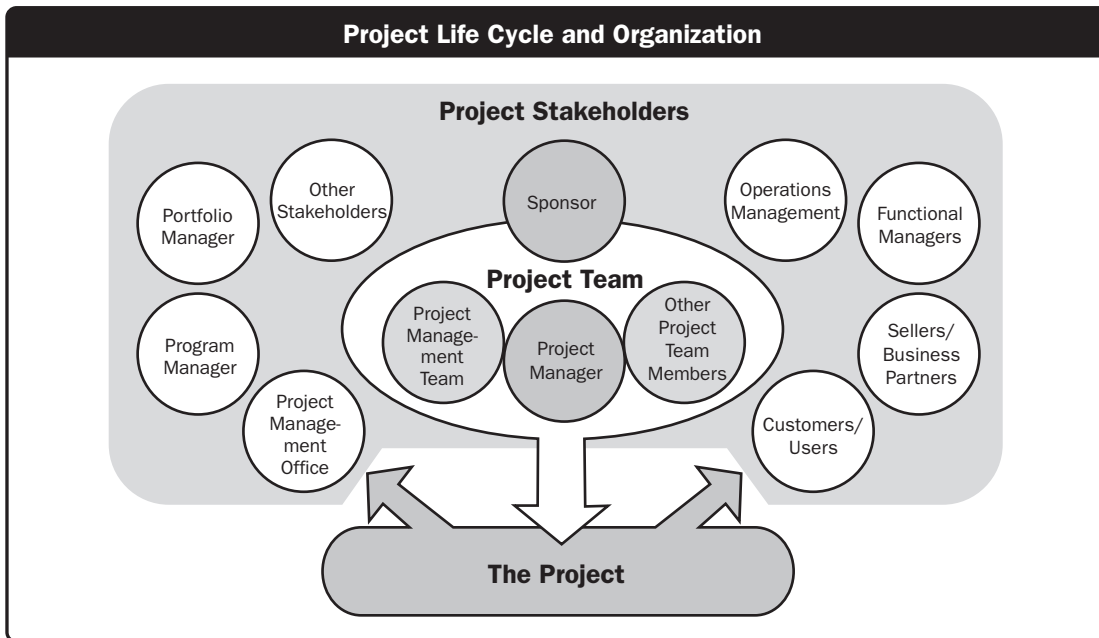 Project Life Cycle and Organization
Project Stakeholders
Portfolio
Manager
Other
Stakeholders
Sponsor
Operations
Management
Functional
Managers
Project Team
Program
Manager
Project
Manage-
ment
Team
Project
Manager
Other
Project
Team
Members
Sellers/
Business
Partners
Project
Manage-
ment
Office
Customers/
Users
The Project